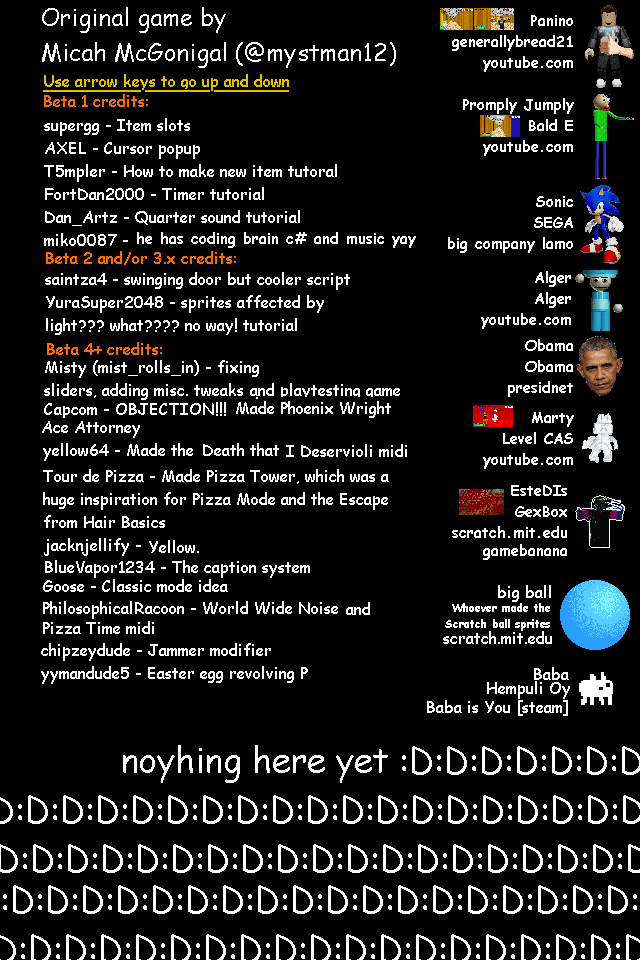 Original game by
Micah McGonigal (@mystman12)
Use arrow keys to go up and down
Beta 1 credits:
supergg - Item slots
AXEL - Cursor popup
T5mpler - How to make new item tutoral
FortDan2000 - Timer tutorial
Dan_Artz - Quarter sound tutorial
miko0087 - he has coding brain c# and music yay
Beta 2 and/or 3.x credits:
saintza4 - swinging door but cooler script
YuraSuper2048 - sprites affected by
light??? what???? no way! tutorial
Beta 4+ credits:
Misty (mist_rolls_in) - fixing
sliders, adding misc. tweaks and playtesting game
Capcom - OBJECTION!!! Made Phoenix Wright
Ace Attorney
yellow64 - Made the Death that I Deservioli midi
Tour de Pizza - Made Pizza Tower, which was a
huge inspiration for Pizza Mode and the Escape
from Hair Basics
jacknjellify - Yellow.
BlueVapor1234 - The caption system
Goose - Classic mode idea
PhilosophicalRacoon - World Wide Noise and
Pizza Time midi
chipzeydude - Jammer modifier
yymandude5 - Easter egg revolving P
Panino
generallybread21
youtube.com
Promply Jumply
Bald E
youtube.com
Sonic
SEGA
big company lamo
Alger
Alger
youtube.com
Obama
Obama
presidnet
Marty
Level CAS
youtube.com
EsteDIs
GexBox
scratch.mit.edu
gamebanana
big ball
Whoever made the
Scratch ball sprites
scratch.mit.edu
Baba
Hempuli Oy
Baba is You [steam]
noyhing here yet :D:D:D:D:D:D
D:D:D:D:D:D:D:D:D:D:D:D:D:D:D
:D:D:D:D:D:D:D:D:D:D:D:D:D:D:D
:D:D:D:D:D:D:D:D:D:D:D:D:D:D:D
:D:D:D:D:D:D:D:D:D:D:D:D:D:D:D